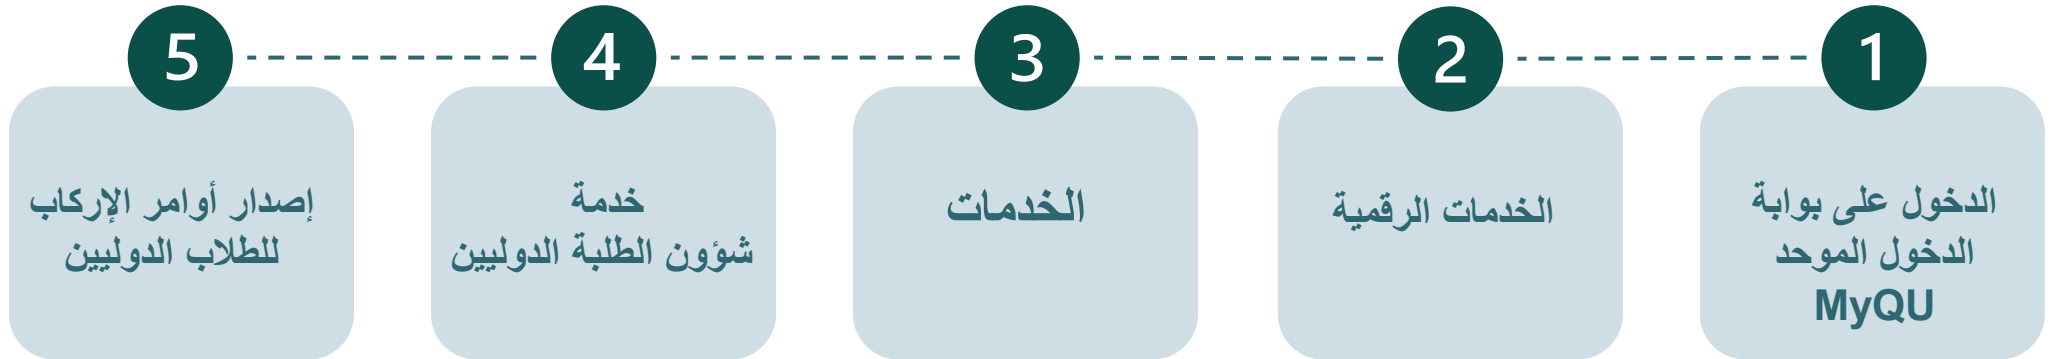 1
الدخول على بوابة
الدخول الموحد
MyQU
2
الخدمات الرقمية
3
الخدمات
4
خدمة
شؤون الطلبة الدوليين
5
إصدار أوامر الإركاب
للطلاب الدوليين